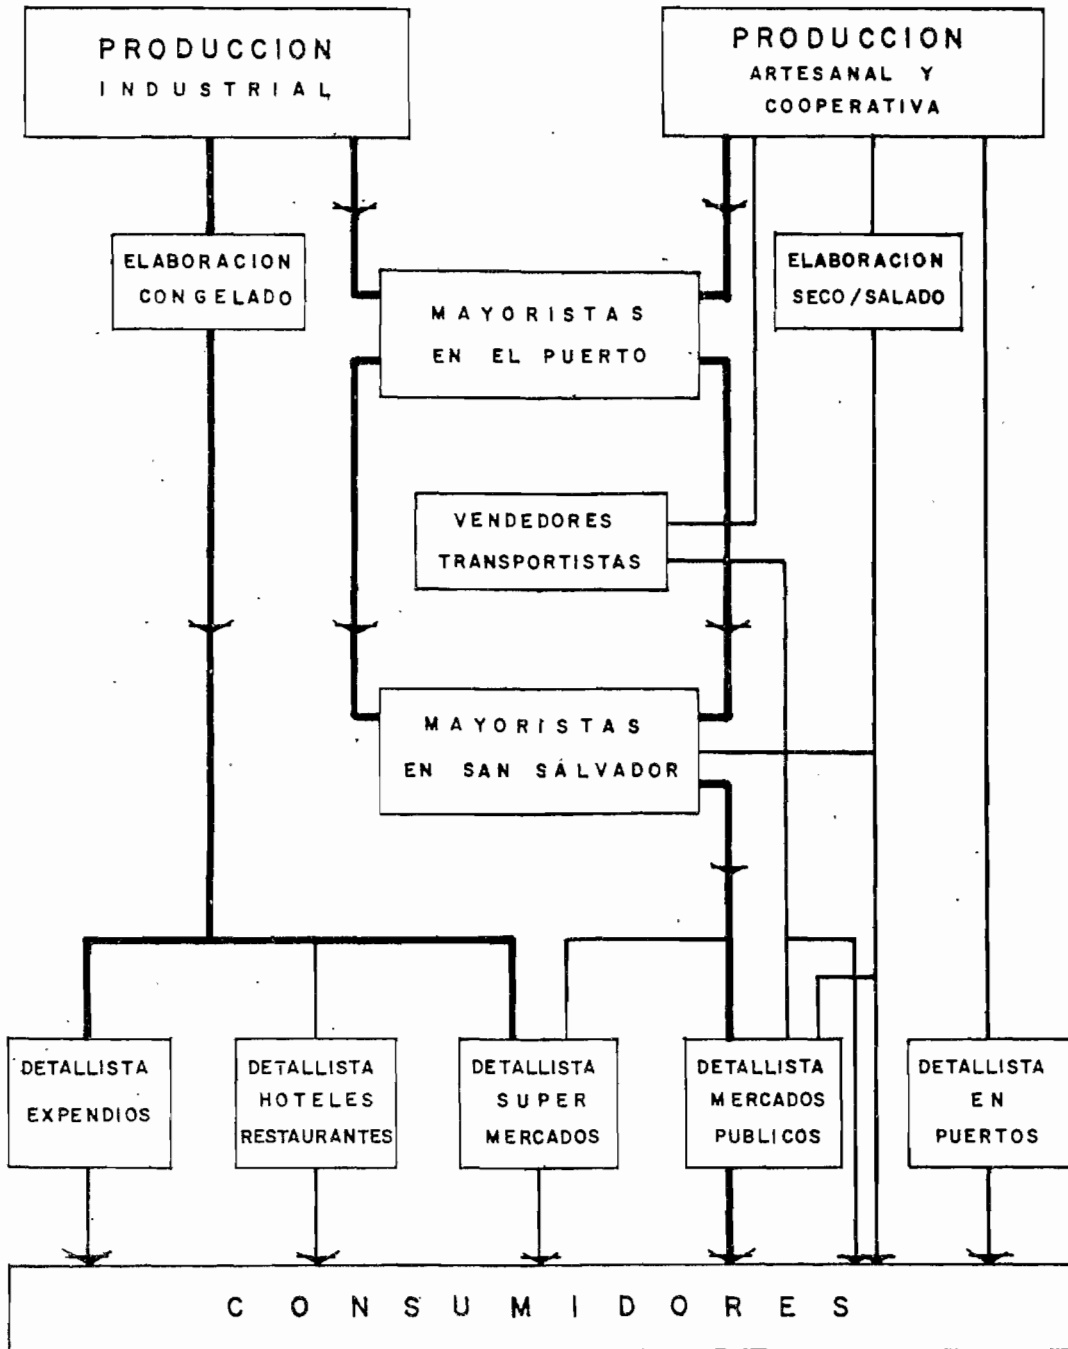 PRODUCCION
INDUSTRIAL
PRODUCCION
ARTESANAL Y
COOPERATIVA
ELABORACION
CONGELADO
ELABORACION
SECO/SALADO
MAYORISTAS
EN EL PUERTO
VENDEDORES
TRANSPORTISTAS
MAYORISTAS
EN SAN SALVADOR
DETALLISTA
EXPENDIOS
DETALLISTA
HOTELES
RESTAURANTES
DETALLISTA
SUPER
MERCADOS
DETALLISTA
MERCADOS
PUBLICOS
DETALLISTA
EN
PUERTOS
CONSUMIDORES